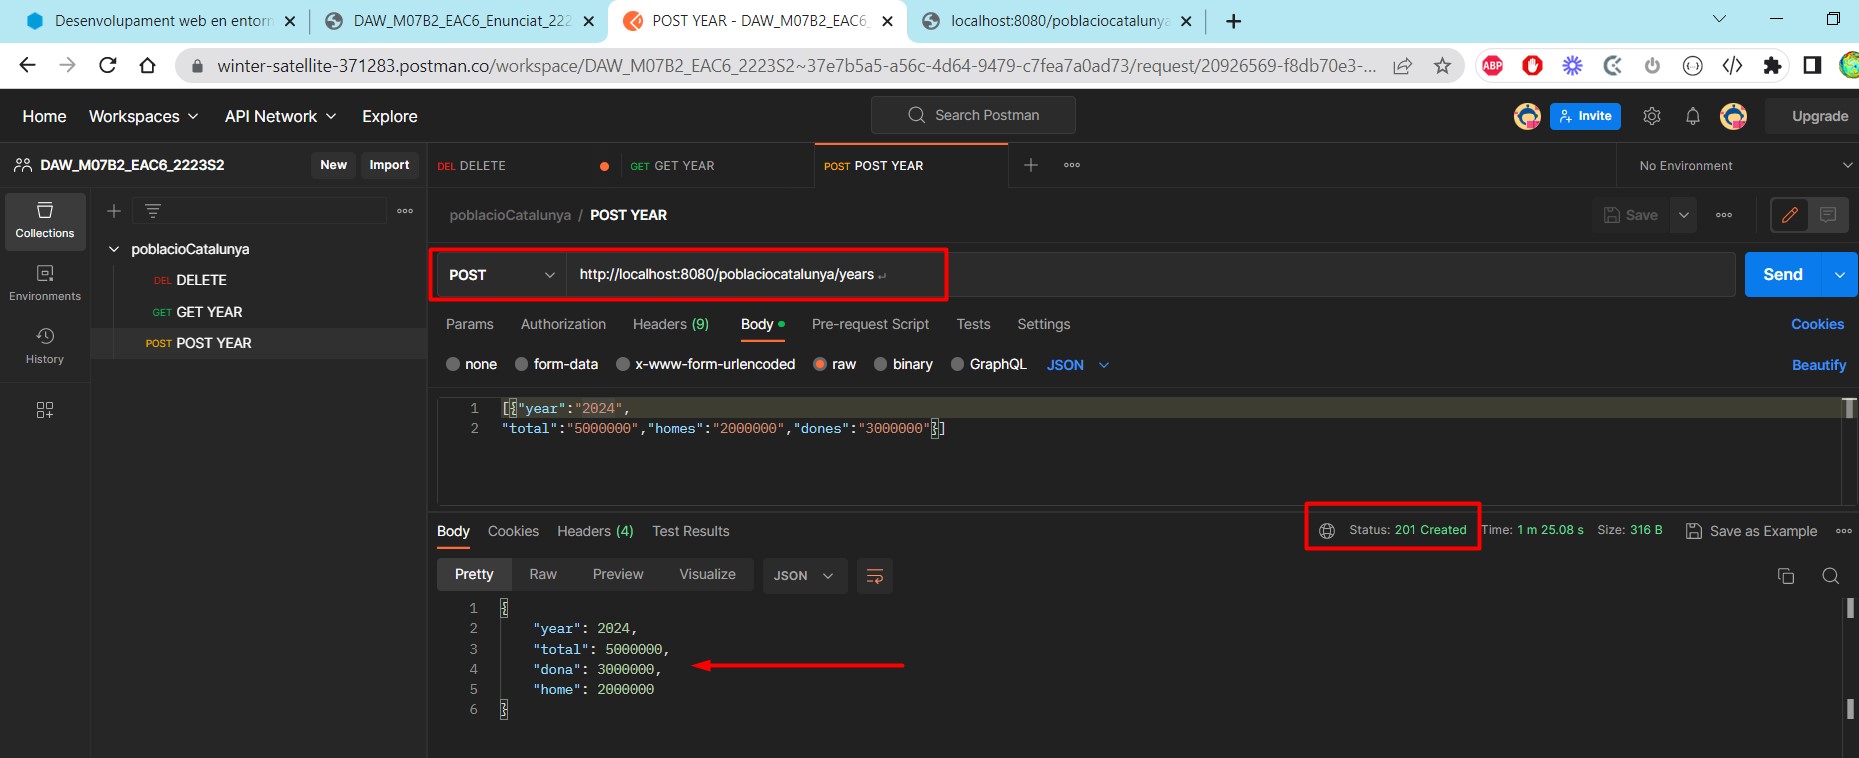 Desenvolupament web en entorn
DAW_M07B2_EAC6_Enunciat_222
POST YEAR - DAW_M07B2_EAC6_
localhost:8080/poblaciocatalunya
winter-satellite-371283.postman.co/workspace/DAW_M07B2_EAC6_2223S2~37e7b5a5-a56c-4d64-9479-c7fea7a0ad73/request/20926569-f8db70e3-...
ABP
Home Workspaces API Network Explore
Search Postman
Invite
Upgrade
DAW_M07B2_EAC6_2223S2
New Import
DEL DELETE
GET GET YEAR
POST POST YEAR
No Environment
Collections
Environments
History
poblacioCatalunya
DEL DELETE
GET GET YEAR
POST POST YEAR
poblacioCatalunya / POST YEAR
Save
POST http://localhost:8080/poblaciocatalunya/years
Send
Params Authorization Headers (9) Body Pre-request Script Tests Settings
Cookies
none form-data x-www-form-urlencoded raw binary GraphQL JSON
Beautify
1 [{"year":"2024",
2 "total":"5000000","homes":"2000000","dones":"3000000"}]
Body Cookies Headers (4) Test Results
Status: 201 Created Time: 1 m 25.08 s Size: 316 B Save as Example
Pretty Raw Preview Visualize JSON
1 {
2 "year": 2024,
3 "total": 5000000,
4 "dona": 3000000,
5 "home": 2000000
6 }